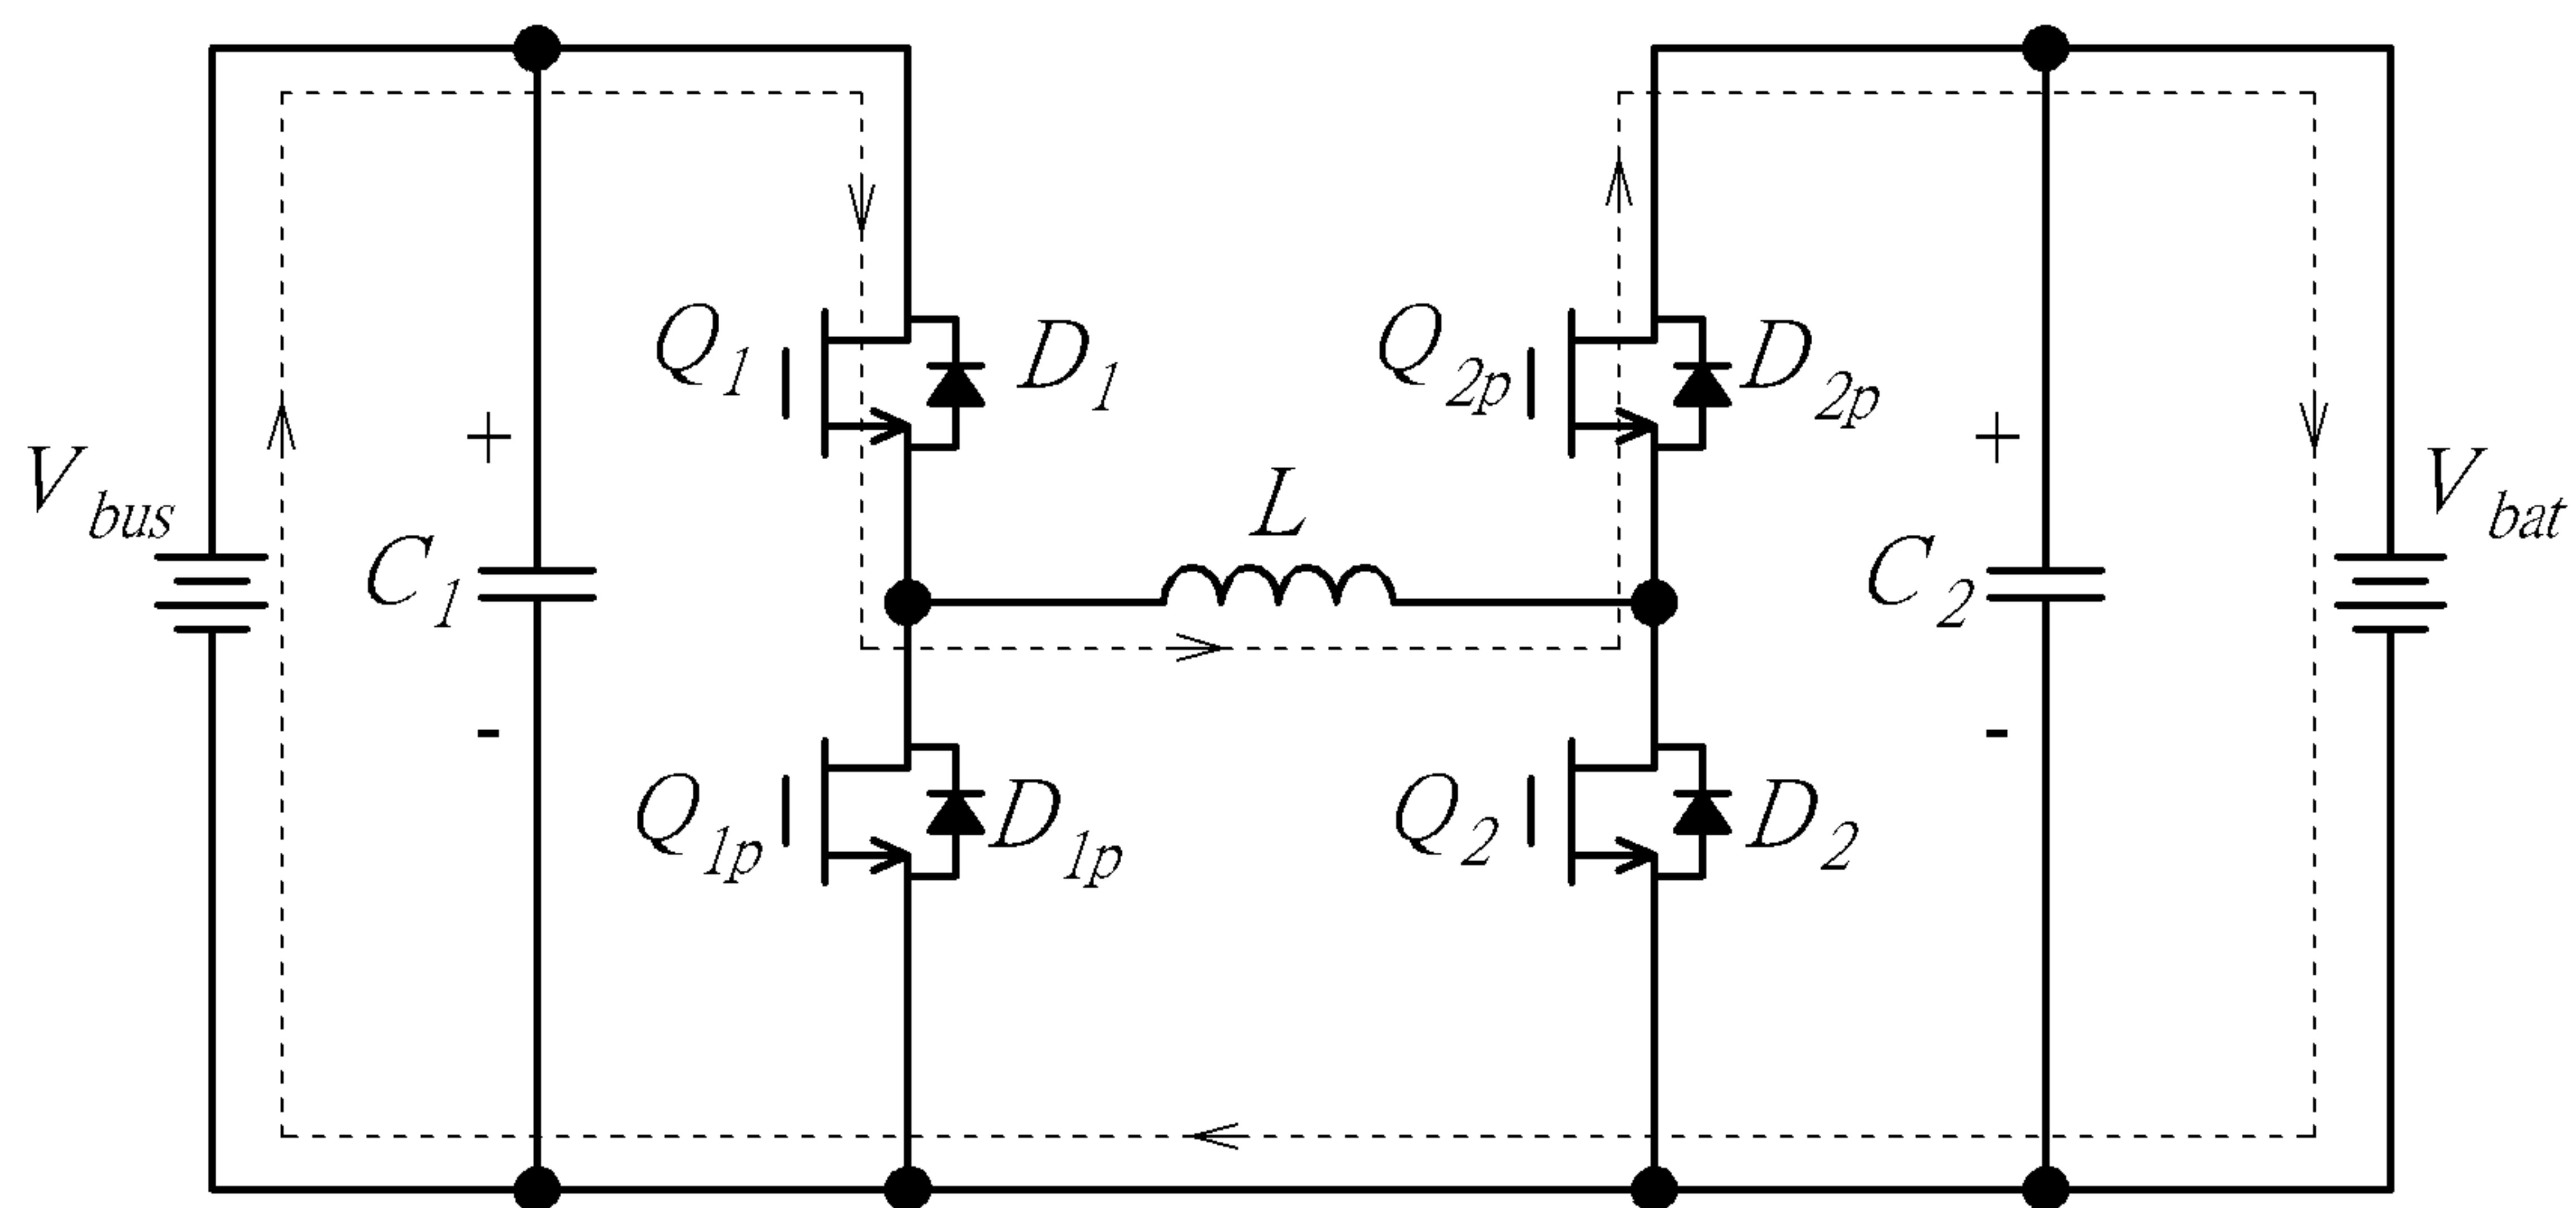 Q1
D1
Q2p
D2p
+
+
Vbus
L
Vbat
C1
C2
-
-
Q1p
D1p
Q2
D2